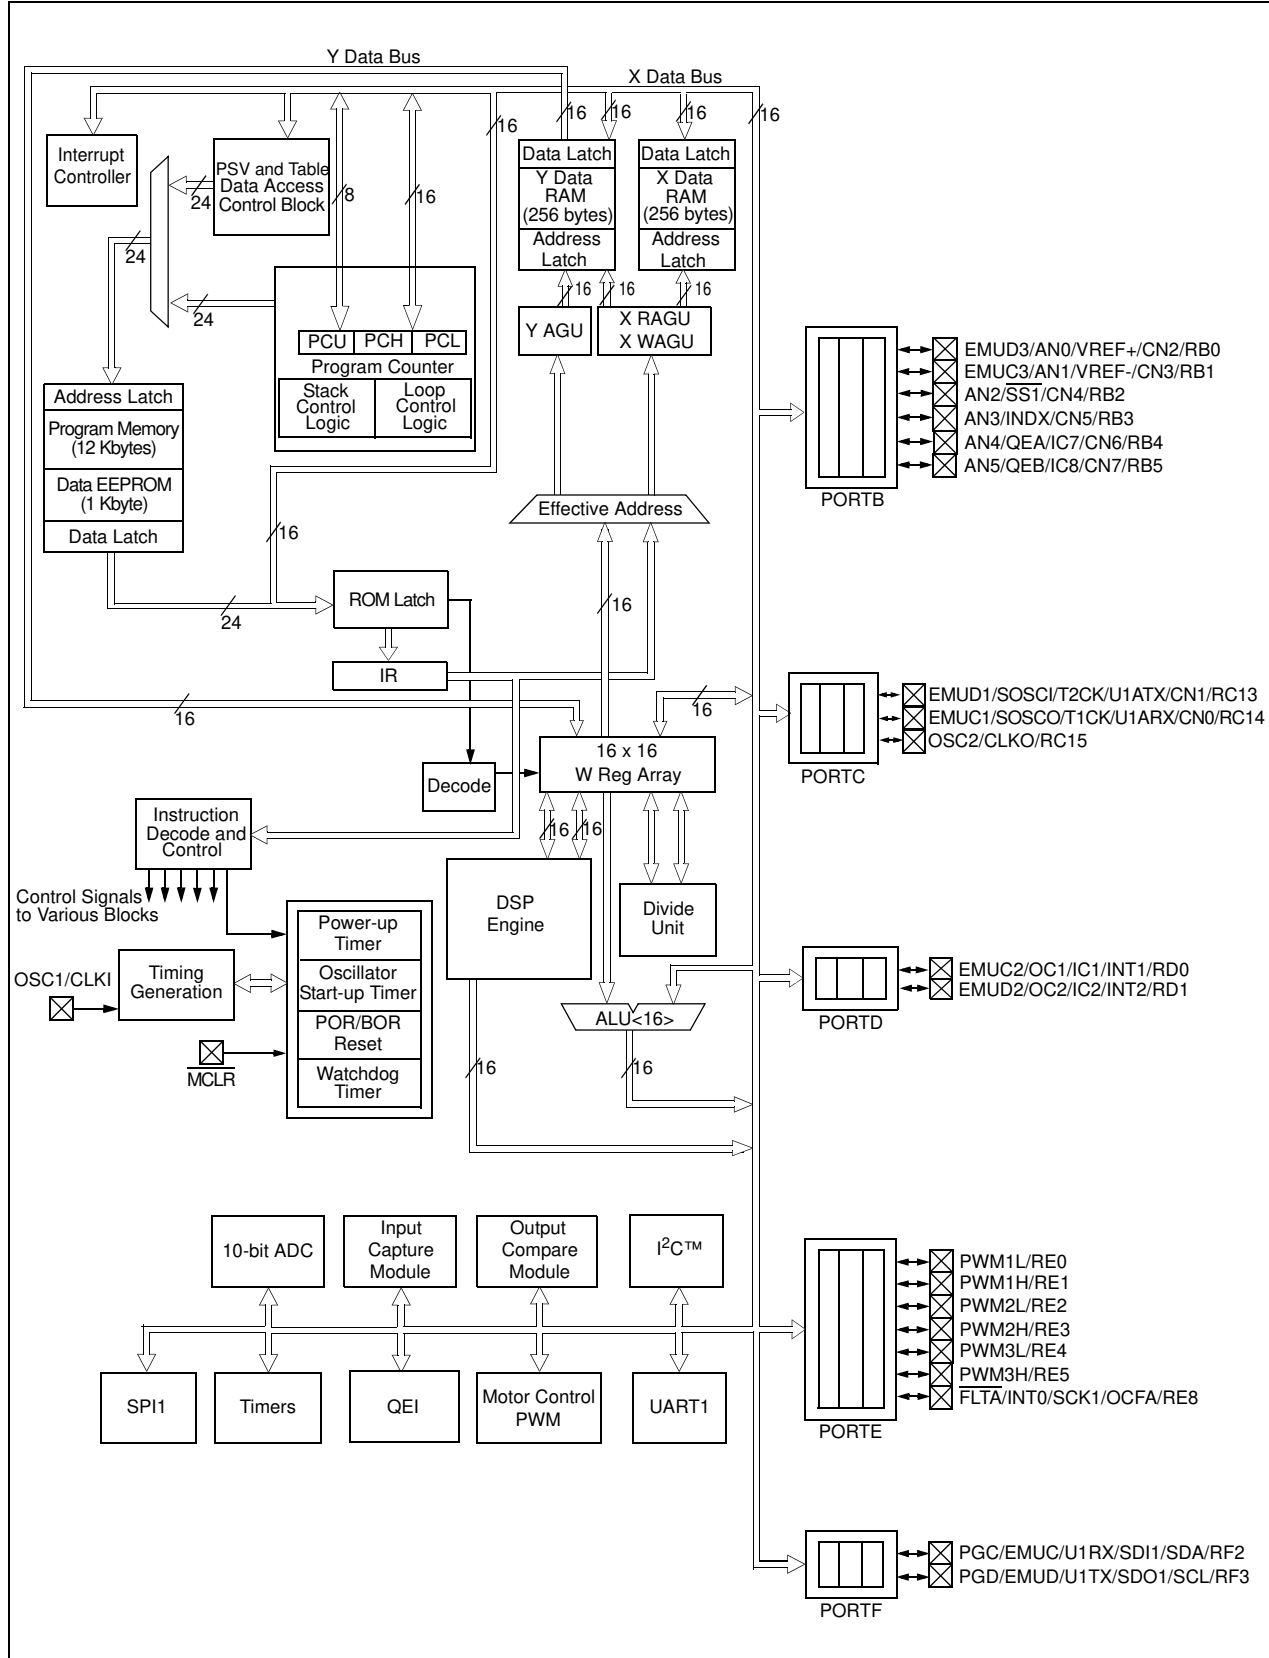 Y Data Bus
X Data Bus
16
16
16
16
16
Interrupt
Controller
PSV and Table
Data Access
Control Block
24
8
16
Data Latch
Y Data
RAM
(256 bytes)
Address
Latch
Data Latch
X Data
RAM
(256 bytes)
Address
Latch
24
24
16
16
16
Y AGU
X RAGU
X WAGU
PCU
PCH
PCL
Program Counter
Stack
Control
Logic
Loop
Control
Logic
Address Latch
Program Memory
(12 Kbytes)
Data EEPROM
(1 Kbyte)
Data Latch
16
24
Effective Address
16
ROM Latch
IR
16
16
16 x 16
W Reg Array
Decode
Instruction
Decode and
Control
16
16
Control Signals
to Various Blocks
DSP
Engine
Divide
Unit
Power-up
Timer
Oscillator
Start-up Timer
POR/BOR
Reset
Watchdog
Timer
OSC1/CLKI
Timing
Generation
MCLR
ALU<16>
16
16
10-bit ADC
Input
Capture
Module
Output
Compare
Module
I²C™
SPI1
Timers
QEI
Motor Control
PWM
UART1
EMUD3/AN0/VREF+/CN2/RB0
EMUC3/AN1/VREF-/CN3/RB1
AN2/SS1/CN4/RB2
AN3/INDX/CN5/RB3
AN4/QEA/IC7/CN6/RB4
AN5/QEB/IC8/CN7/RB5
PORTB
EMUD1/SOSCI/T2CK/U1ATX/CN1/RC13
EMUC1/SOSCO/T1CK/U1ARX/CN0/RC14
OSC2/CLKO/RC15
PORTC
EMUC2/OC1/IC1/INT1/RD0
EMUD2/OC2/IC2/INT2/RD1
PORTD
PWM1L/RE0
PWM1H/RE1
PWM2L/RE2
PWM2H/RE3
PWM3L/RE4
PWM3H/RE5
FLTA/INT0/SCK1/OCFA/RE8
PORTE
PGC/EMUC/U1RX/SDI1/SDA/RF2
PGD/EMUD/U1TX/SDO1/SCL/RF3
PORTF